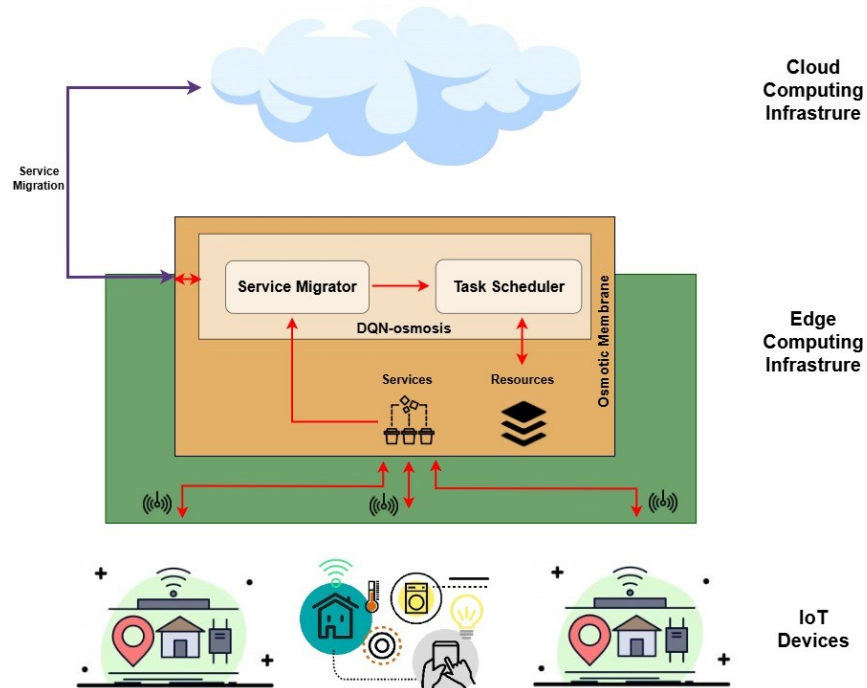 Cloud
Computing
Infrastrure
Service
Migration
Service Migrator
Task Scheduler
DQN-osmosis
Osmotic Membrane
Edge
Computing
Infrastrure
Services
Resources
IoT
Devices